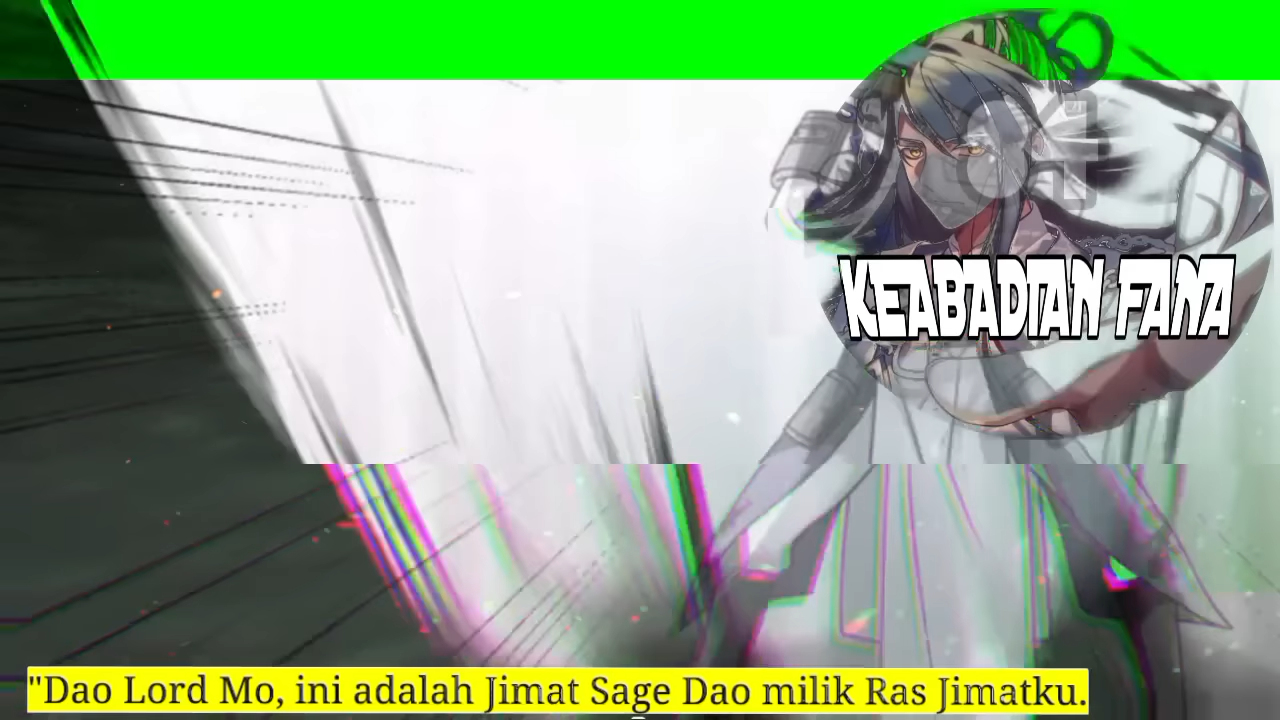 KEABADIAN FANA
"Dao Lord Mo, ini adalah Jimat Sage Dao milik Ras Jimatku.